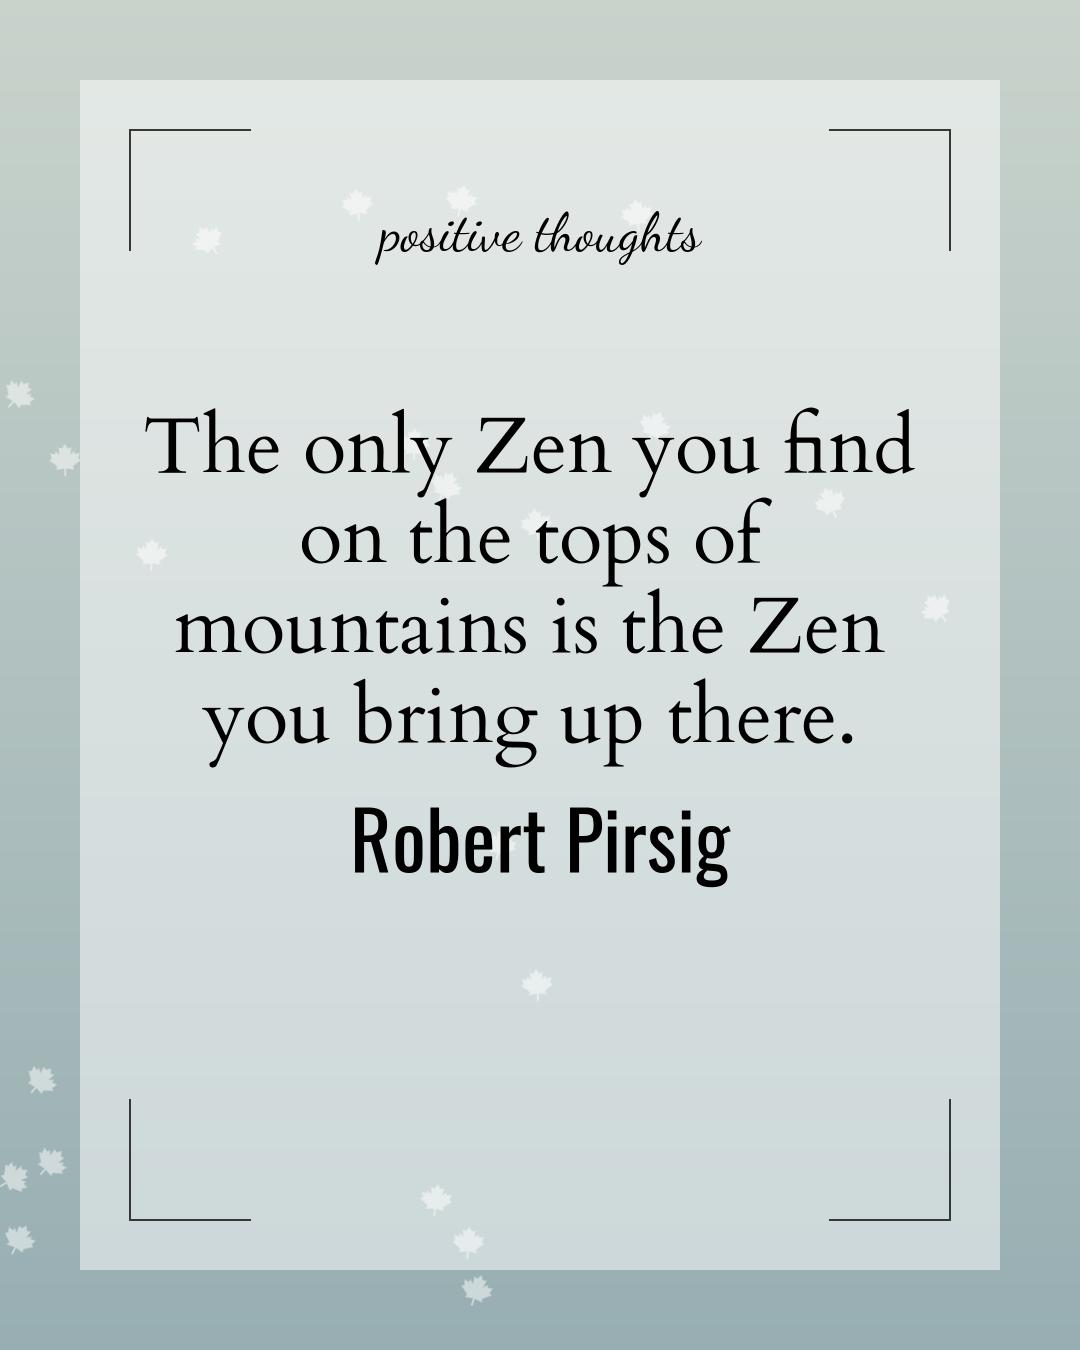 positive thoughts
The only Zen you find
on the tops of
mountains is the Zen
you bring up there.
Robert Pirsig